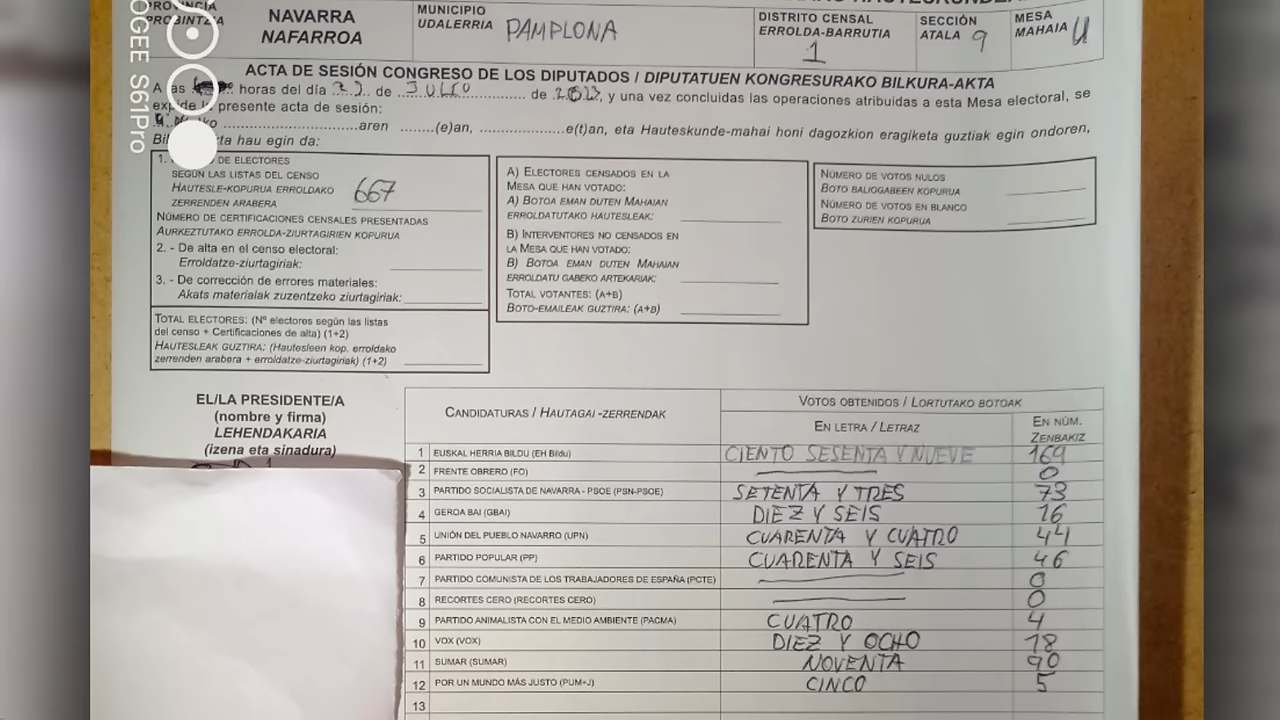 OGEE S61Pro
PROVINCIA
PROBINTZIA
NAVARRA
NAFARROA
MUNICIPIO
UDALERRIA
PAMPLONA
DISTRITO CENSAL
ERROLDA-BARRUTIA
1
SECCIÓN
ATALA 9
MESA
MAHAIA U
ACTA DE SESIÓN CONGRESO DE LOS DIPUTADOS / DIPUTATUEN KONGRESURAKO BILKURA-AKTA
A las horas del día 23 de JULIO de 2023, y una vez concluidas las operaciones atribuidas a esta Mesa electoral, se
la presente acta de sesión:
aren (e)an, e(t)an, eta Hauteskunde-mahai honi dagozkion eragiketa guztiak egin ondoren,
hau egin da:
1. DE ELECTORES
SEGÚN LAS LISTAS DEL CENSO
HAUTESLE-KOPURUA ERROLDAKO
ZERRENDEN ARABERA
667
NÚMERO DE CERTIFICACIONES CENSALES PRESENTADAS
AURKEZTUTAKO ERROLDA-ZIURTAGIRIEN KOPURUA
2. - De alta en el censo electoral:
Erroldatze-ziurtagiriak:
3. - De corrección de errores materiales:
Akats materialak zuzentzeko ziurtagiriak:
TOTAL ELECTORES: (Nº electores según las listas
del censo + Certificaciones de alta) (1+2)
HAUTESLEAK GUZTIRA: (Hautesleen kop. erroldako
zerrenden arabera + erroldatze-ziurtagiriak) (1+2)
A) ELECTORES CENSADOS EN LA
MESA QUE HAN VOTADO:
A) BOTOA EMAN DUTEN MAHAIAN
ERROLDATUTAKO HAUTESLEAK:
B) INTERVENTORES NO CENSADOS EN
LA MESA QUE HAN VOTADO:
B) BOTOA EMAN DUTEN MAHAIAN
ERROLDATU GABEKO ARTEKARIAK:
TOTAL VOTANTES: (A+B)
BOTO-EMAILEAK GUZTIRA: (A+B)
NÚMERO DE VOTOS NULOS
BOTO BALIOGABEEN KOPURUA
NÚMERO DE VOTOS EN BLANCO
BOTO ZURIEN KOPURUA
EL/LA PRESIDENTE/A
(nombre y firma)
LEHENDAKARIA
(izena eta sinadura)
CANDIDATURAS / HAUTAGAI-ZERRENDAK
VOTOS OBTENIDOS / LORTUTAKO BOTOAK
EN LETRA / LETRAZ
EN NÚM.
ZENBAKIZ
1 EUSKAL HERRIA BILDU (EH Bildu) CIENTO SESENTA Y NUEVE 169
2 FRENTE OBRERO (FO) 0
3 PARTIDO SOCIALISTA DE NAVARRA - PSOE (PSN-PSOE) SETENTA Y TRES 73
4 GEROA BAI (GBAI) DIEZ Y SEIS 16
5 UNIÓN DEL PUEBLO NAVARRO (UPN) CUARENTA Y CUATRO 44
6 PARTIDO POPULAR (PP) CUARENTA Y SEIS 46
7 PARTIDO COMUNISTA DE LOS TRABAJADORES DE ESPAÑA (PCTE) 0
8 RECORTES CERO (RECORTES CERO) 0
9 PARTIDO ANIMALISTA CON EL MEDIO AMBIENTE (PACMA) CUATRO 4
10 VOX (VOX) DIEZ Y OCHO 18
11 SUMAR (SUMAR) NOVENTA 90
12 POR UN MUNDO MÁS JUSTO (PUM+J) CINCO 5
13